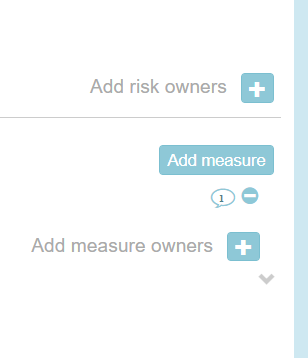 Add risk owners
Add measure
1
Add measure owners